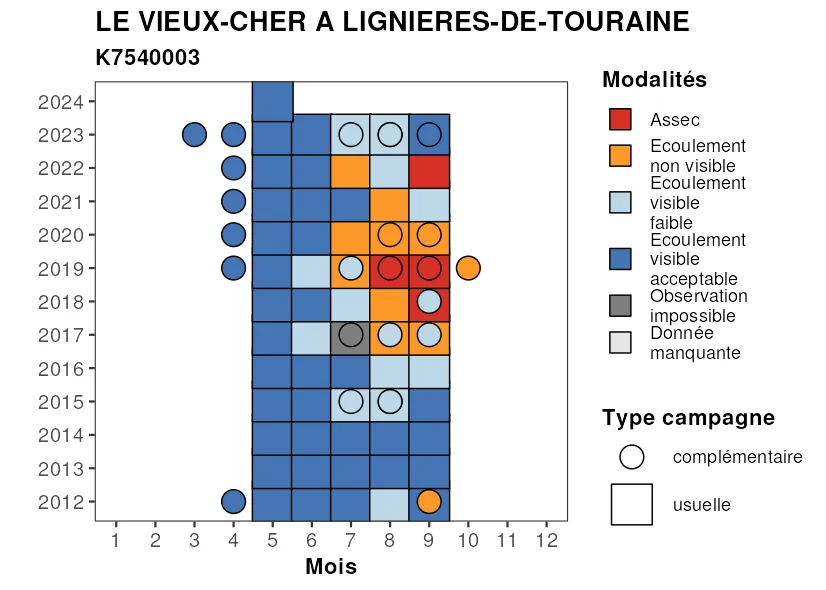 LE VIEUX-CHER A LIGNIERES-DE-TOURAINE
K7540003
2024
2023
2022
2021
2020
2019
2018
2017
2016
2015
2014
2013
2012
1 2 3 4 5 6 7 8 9 10 11 12
Mois
Modalités
Assec
Ecoulement
non visible
Ecoulement
visible
faible
Ecoulement
visible
acceptable
Observation
impossible
Donnée
manquante
Type campagne
complémentaire
usuelle